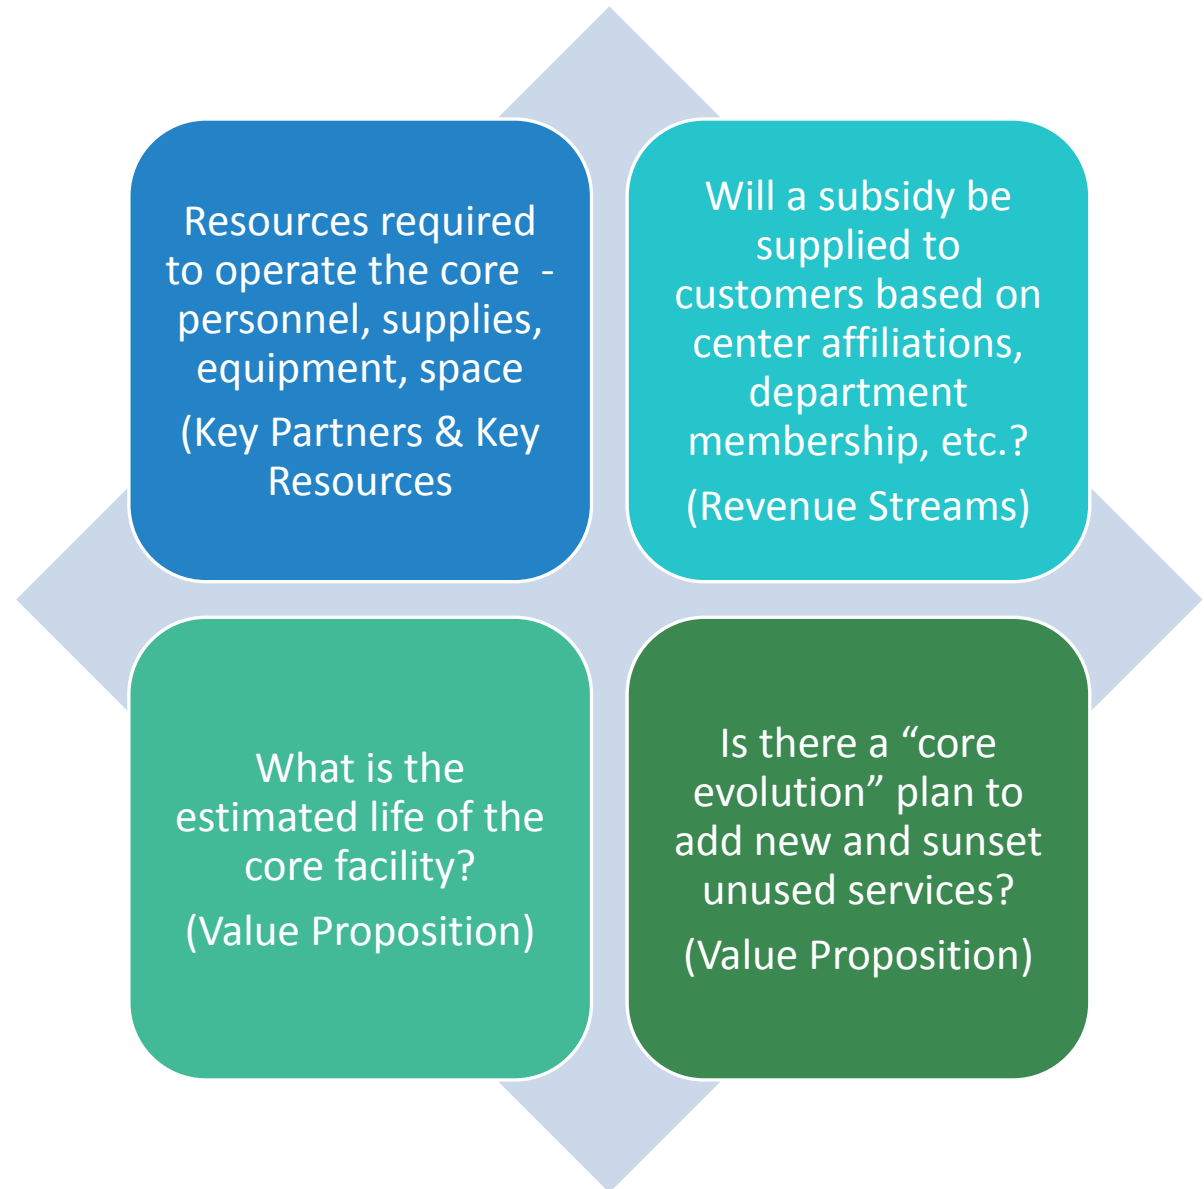 Resources required
to operate the core  -
personnel, supplies,
equipment, space
(Key Partners & Key
Resources
Will a subsidy be
supplied to
customers based on
center affiliations,
department
membership, etc.?
(Revenue Streams)
What is the
estimated life of the
core facility?
(Value Proposition)
Is there a “core
evolution” plan to
add new and sunset
unused services?
(Value Proposition)